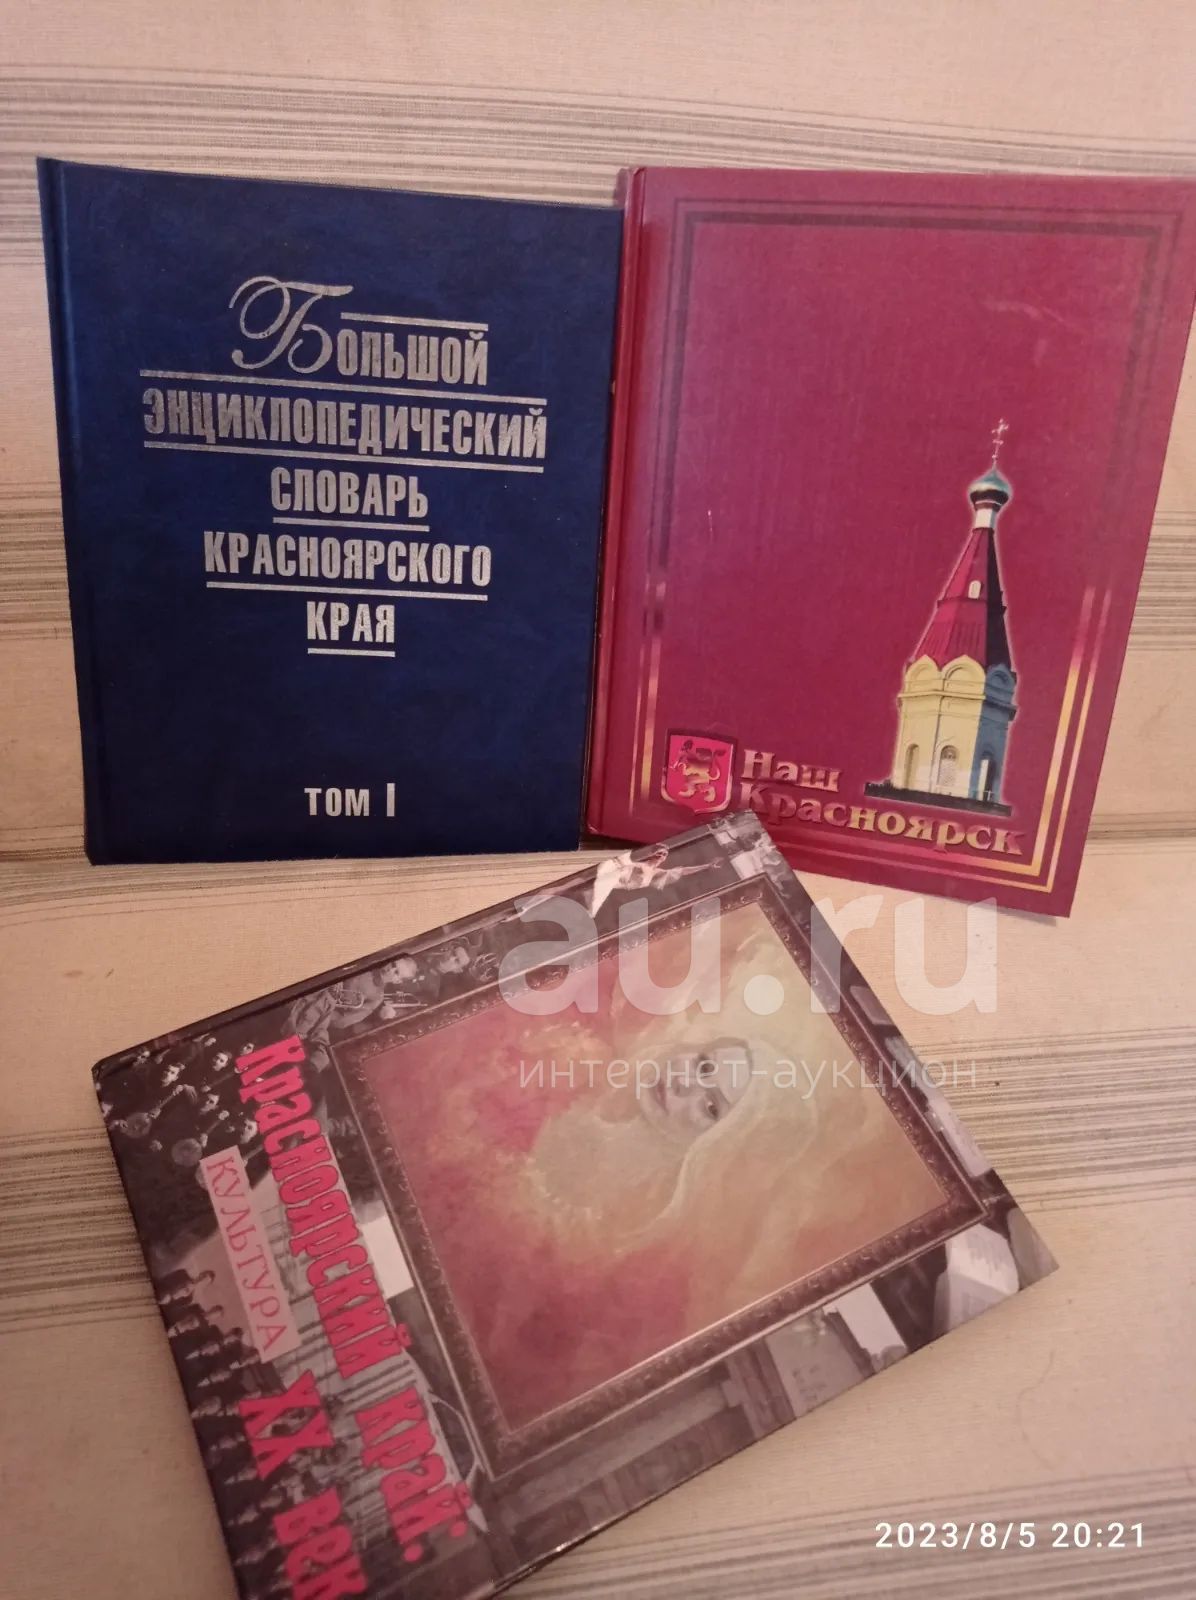 Большой
энциклопедический
словарь
Красноярского
края
том I
Наш
Красноярск
Красноярский край.
КУЛЬТУРА
XX век
au.ru
интернет-аукцион
2023/8/5 20:21